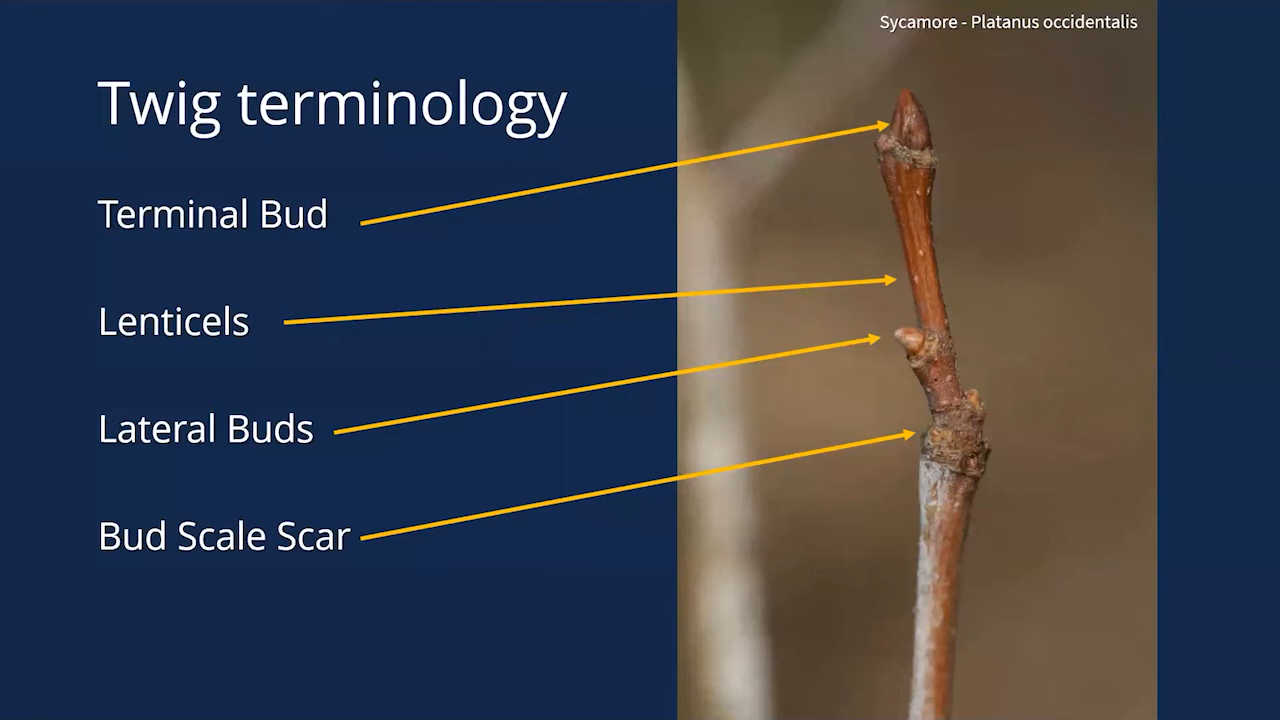 Sycamore - Platanus occidentalis
Twig terminology
Terminal Bud
Lenticels
Lateral Buds
Bud Scale Scar